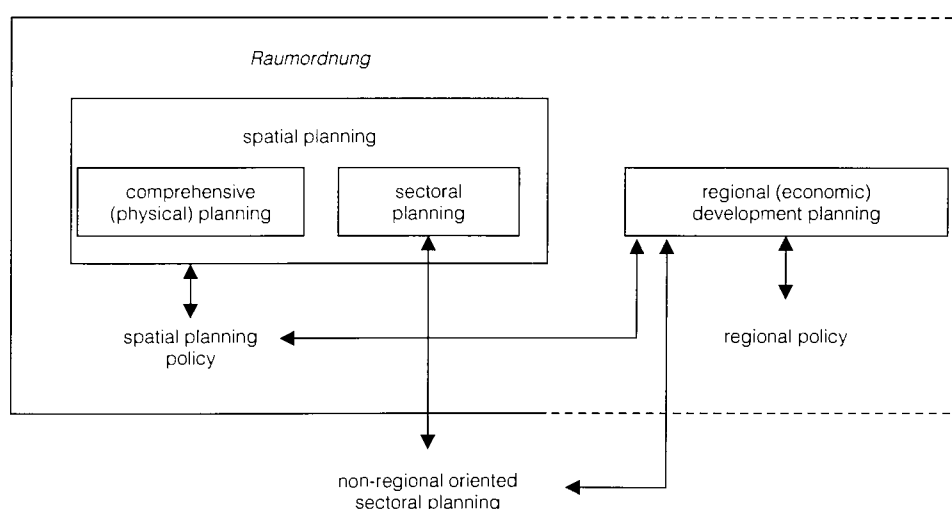 Raumordnung
spatial planning
comprehensive
(physical) planning
sectoral
planning
regional (economic)
development planning
spatial planning
policy
regional policy
non-regional oriented
sectoral planning